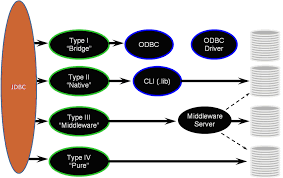 JDBC
Type I
"Bridge"
ODBC
ODBC
Driver
Type II
"Native"
CLI (.lib)
Type III
"Middleware"
Middleware
Server
Type IV
"Pure"